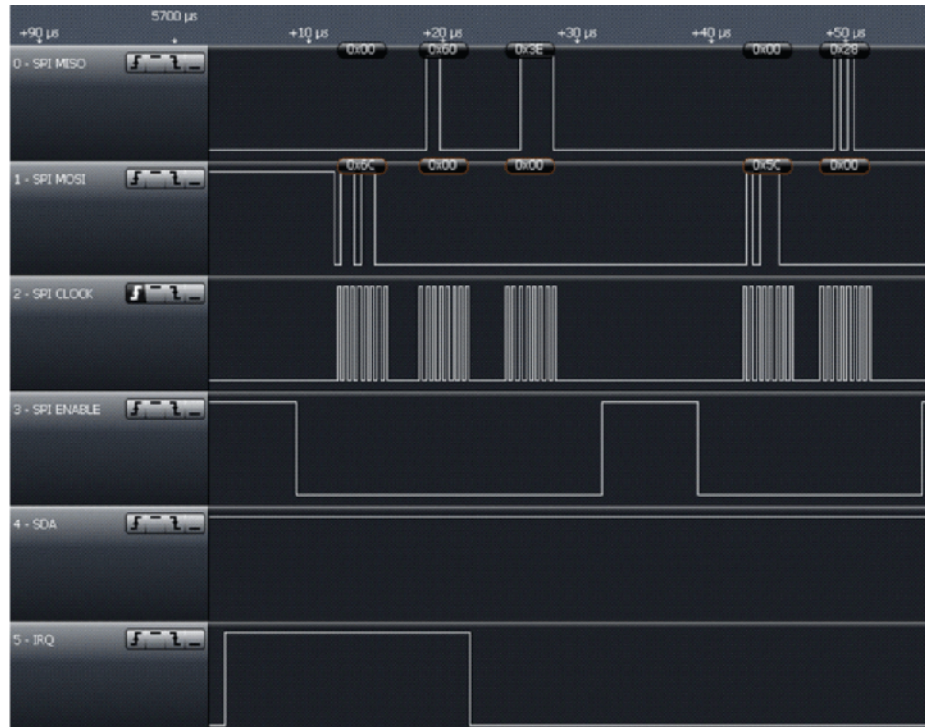 5700 µs
+90 µs +10 µs +20 µs +30 µs +40 µs +50 µs
0 - SPI MISO 0x00 0x60 0x3E 0x00 0x28
1 - SPI MOSI 0x6C 0x00 0x00 0x5C 0x00
2 - SPI CLOCK
3 - SPI ENABLE
4 - SDA
5 - IRQ